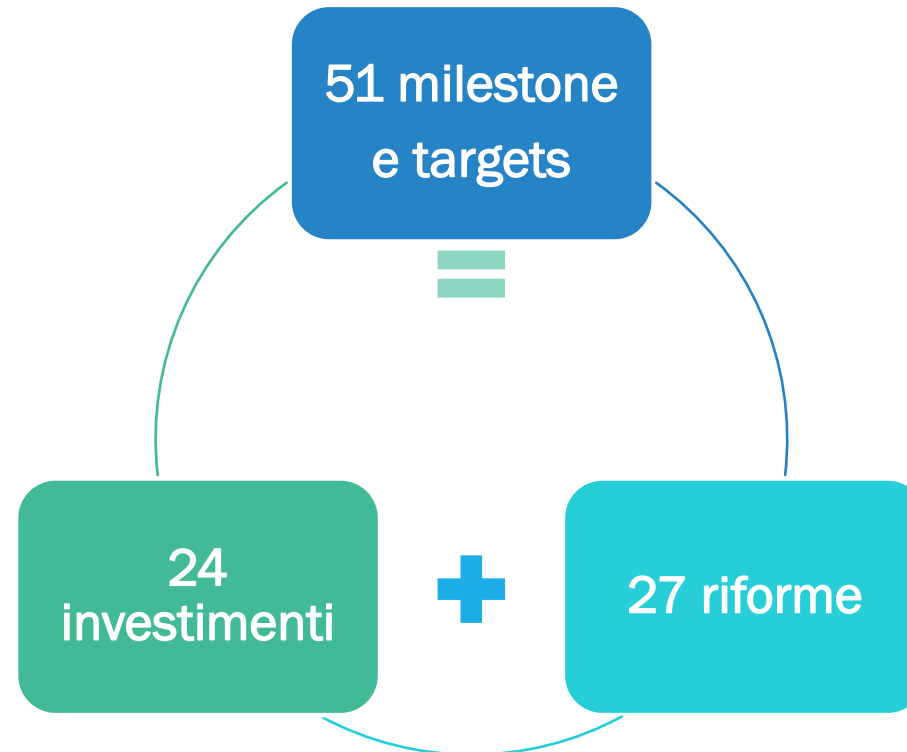 51 milestone
e targets
24
investimenti
27 riforme